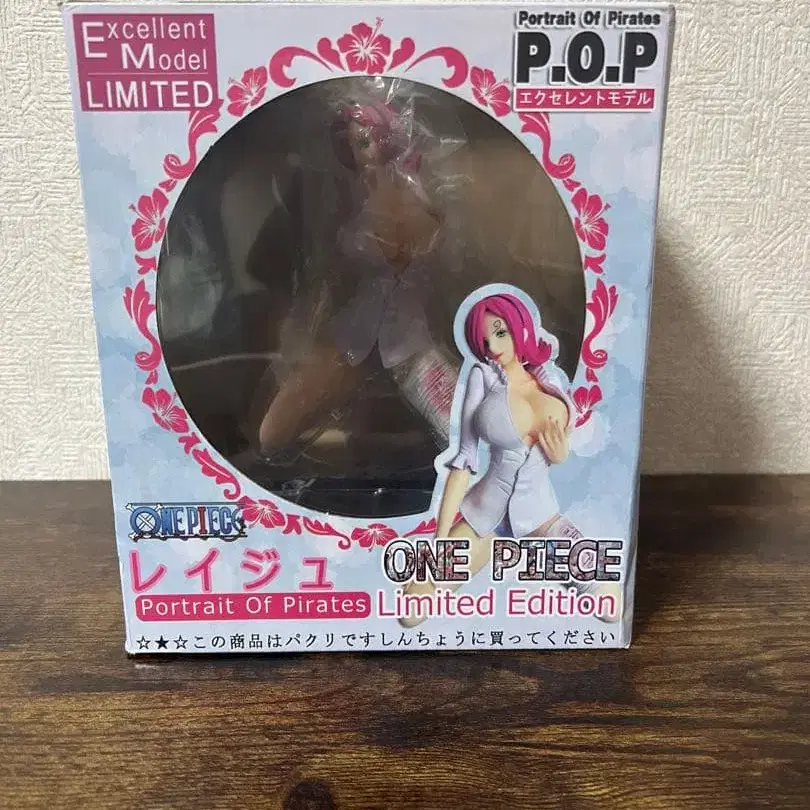 Excellent
Model
LIMITED
Portrait Of Pirates
P.O.P
エクセレントモデル
ONE PIECE
レイジュ
ONE PIECE
Portrait Of Pirates
Limited Edition
☆★☆この商品はパクリですしんちょうに買ってください